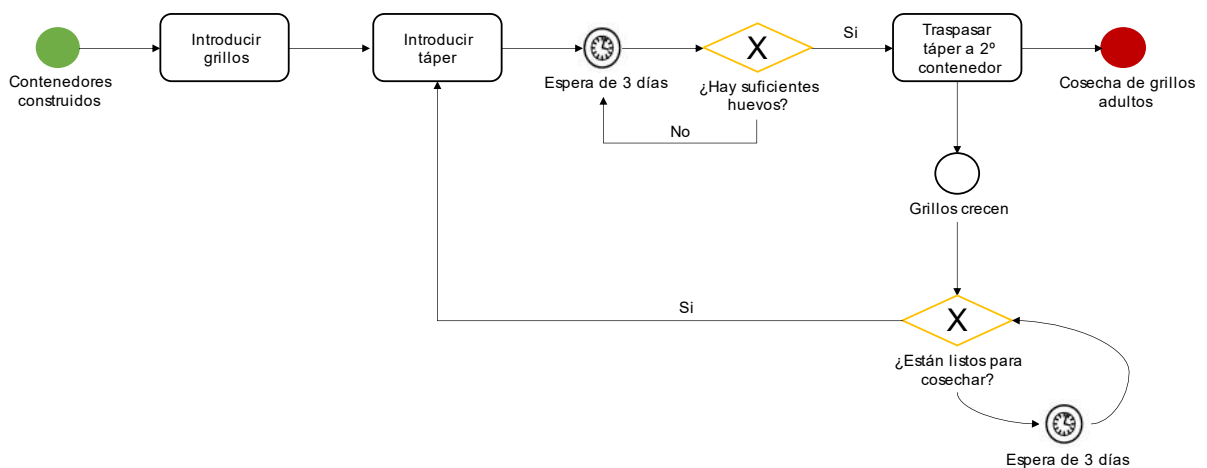 Contenedores
construidos
Introducir
grillos
Introducir
táper
Espera de 3 días
X
¿Hay suficientes
huevos?
No
Si
Traspasar
táper a 2º
contenedor
Cosecha de grillos
adultos
Grillos crecen
X
¿Están listos para
cosechar?
Si
Espera de 3 días